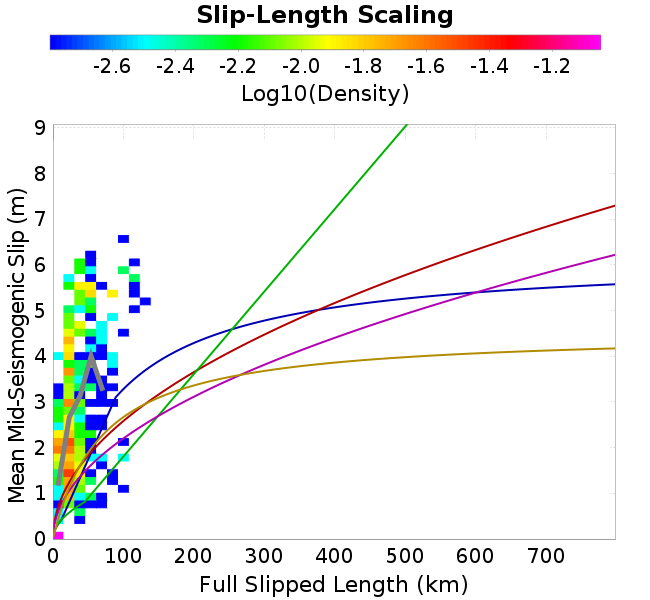 Slip-Length Scaling
-2.6 -2.4 -2.2 -2.0 -1.8 -1.6 -1.4 -1.2
Log10(Density)
9
8
7
6
5
4
3
2
1
0
Mean Mid-Seismogenic Slip (m)
0 100 200 300 400 500 600 700
Full Slipped Length (km)